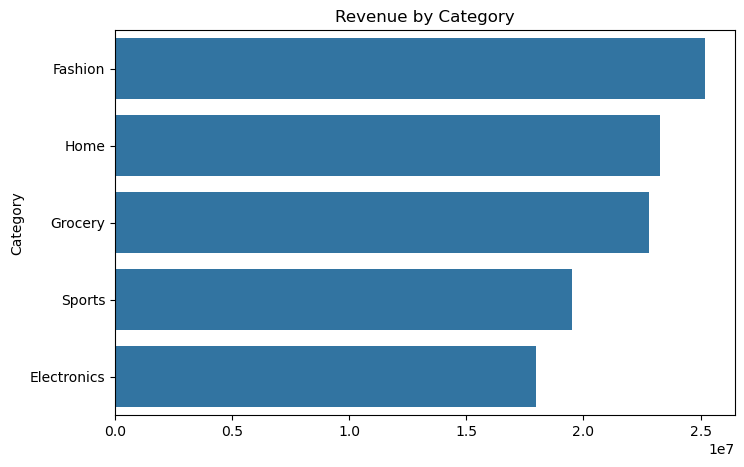 Revenue by Category
Fashion
Home
Grocery
Sports
Electronics
Category
0.0 0.5 1.0 1.5 2.0 2.5
1e7